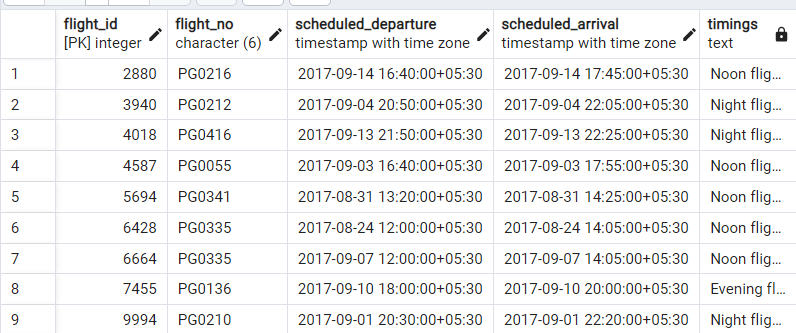 flight_id flight_no scheduled_departure scheduled_arrival timings
[PK] integer character (6) timestamp with time zone timestamp with time zone text
1 2880 PG0216 2017-09-14 16:40:00+05:30 2017-09-14 17:45:00+05:30 Noon flig...
2 3940 PG0212 2017-09-04 20:50:00+05:30 2017-09-04 22:05:00+05:30 Night flig...
3 4018 PG0416 2017-09-13 21:50:00+05:30 2017-09-13 22:25:00+05:30 Night flig...
4 4587 PG0055 2017-09-03 16:40:00+05:30 2017-09-03 17:55:00+05:30 Noon flig...
5 5694 PG0341 2017-08-31 13:20:00+05:30 2017-08-31 14:25:00+05:30 Noon flig...
6 6428 PG0335 2017-08-24 12:00:00+05:30 2017-08-24 14:05:00+05:30 Noon flig...
7 6664 PG0335 2017-09-07 12:00:00+05:30 2017-09-07 14:05:00+05:30 Noon flig...
8 7455 PG0136 2017-09-10 18:00:00+05:30 2017-09-10 20:00:00+05:30 Evening fl...
9 9994 PG0210 2017-09-01 20:30:00+05:30 2017-09-01 22:20:00+05:30 Night flig...